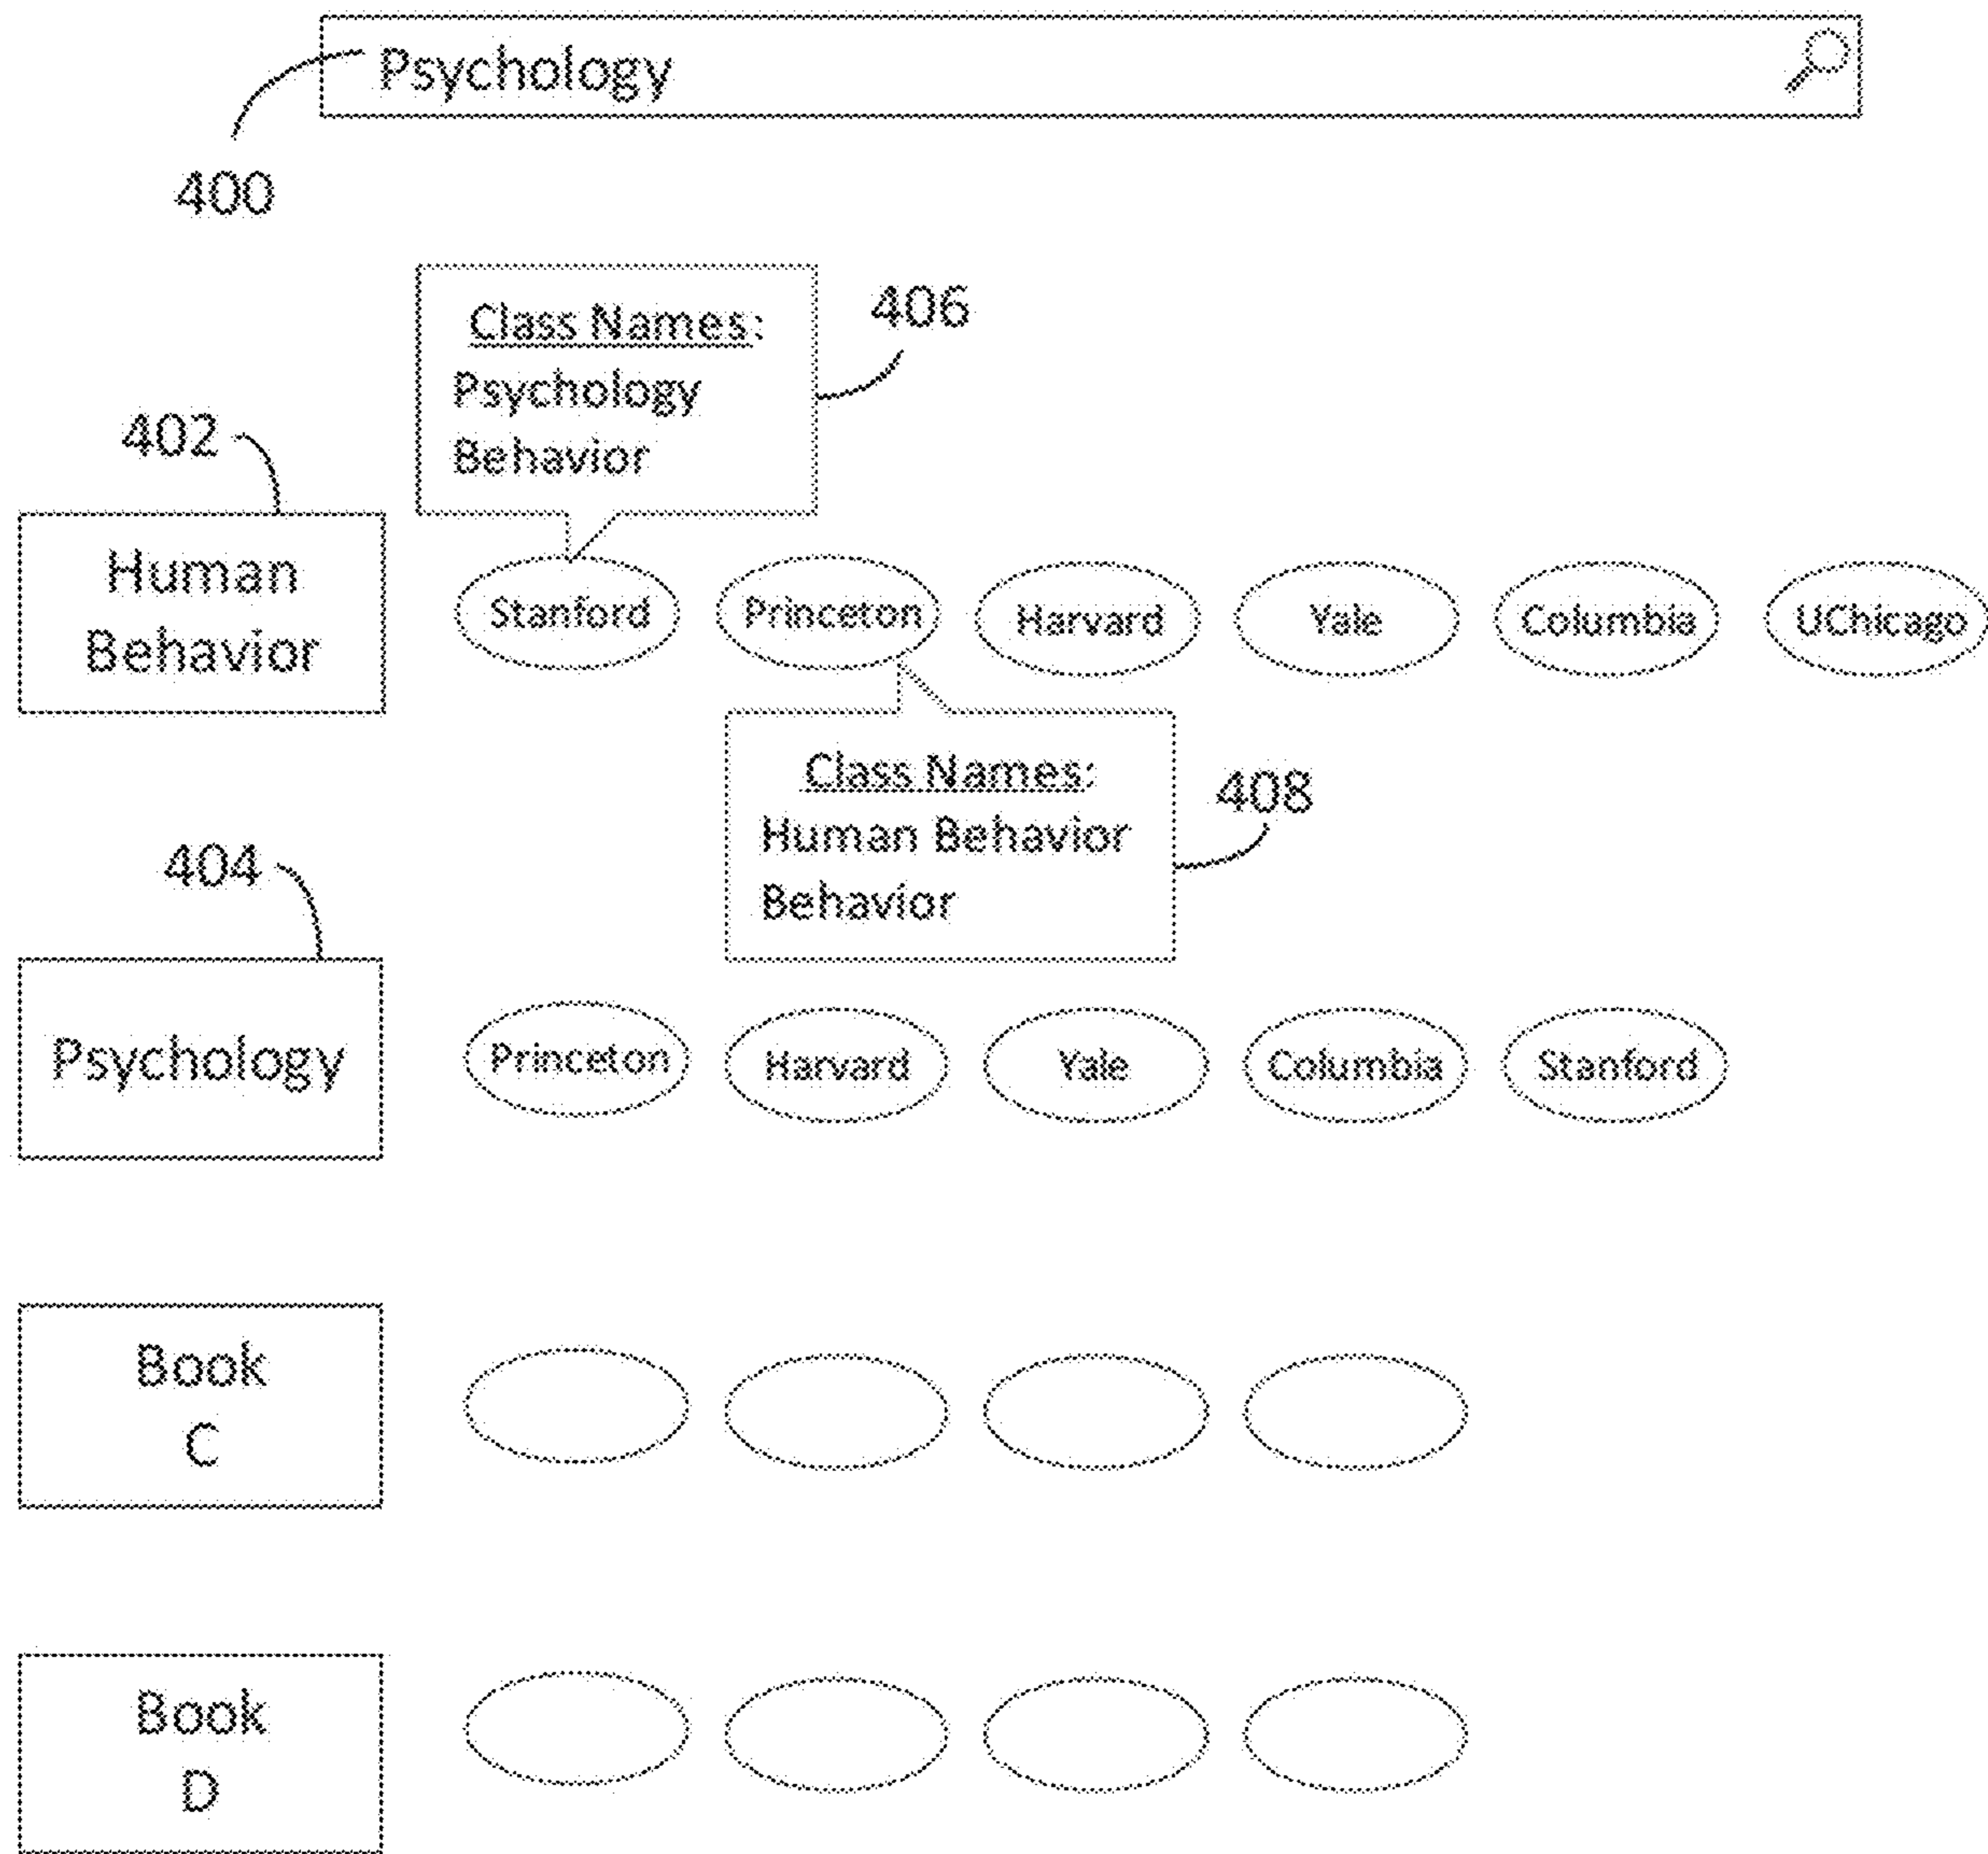 Psychology
400
Class Names:
Psychology
Behavior
406
402
Human
Behavior
Stanford
Princeton
Harvard
Yale
Columbia
UChicago
Class Names:
Human Behavior
Behavior
408
404
Psychology
Princeton
Harvard
Yale
Columbia
Stanford
Book
C
Book
D